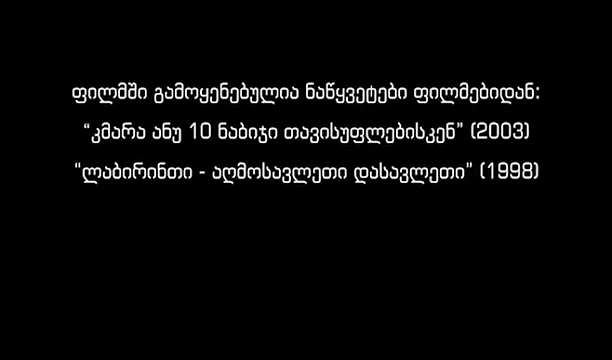 ფილმში გამოყენებულია ნაწყვეტები ფილმებიდან:
“კმარა ანუ 10 ნაბიჯი თავისუფლებისკენ” (2003)
“ლაბირინთი - აღმოსავლეთი დასავლეთი” (1998)